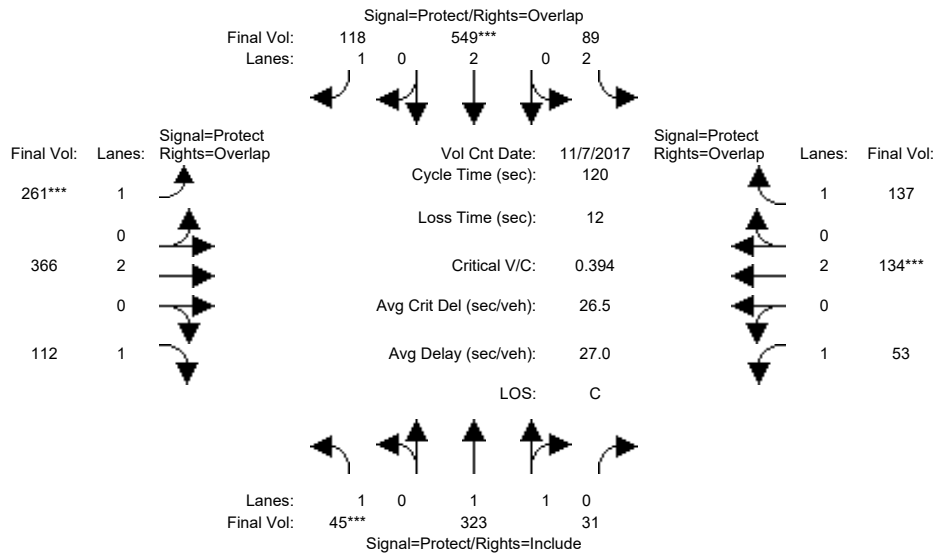 Signal=Protect/Rights=Overlap
Final Vol: 118 549*** 89
Lanes: 1 0 2 0 2
Signal=Protect Signal=Protect
Final Vol: Lanes: Rights=Overlap Vol Cnt Date: 11/7/2017 Rights=Overlap Lanes: Final Vol:
Cycle Time (sec): 120
261*** 1 1 137
Loss Time (sec): 12
0 0
366 2 Critical V/C: 0.394 2 134***
0 Avg Crit Del (sec/veh): 26.5 0
112 1 Avg Delay (sec/veh): 27.0 1 53
LOS: C
Lanes: 1 0 1 1 0
Final Vol: 45*** 323 31
Signal=Protect/Rights=Include